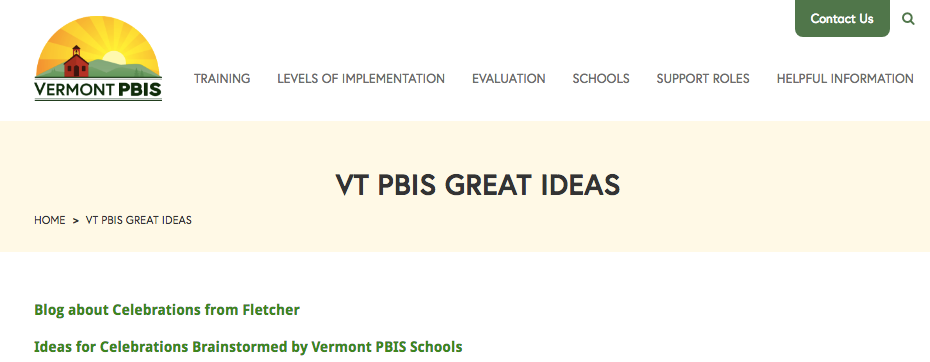 Contact Us
VERMONT PBIS
TRAINING LEVELS OF IMPLEMENTATION EVALUATION SCHOOLS SUPPORT ROLES HELPFUL INFORMATION
VT PBIS GREAT IDEAS
HOME > VT PBIS GREAT IDEAS
Blog about Celebrations from Fletcher
Ideas for Celebrations Brainstormed by Vermont PBIS Schools